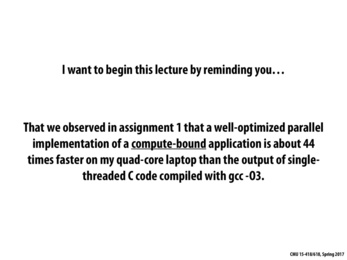 I want to begin this lecture by reminding you...
That we observed in assignment 1 that a well-optimized parallel
implementation of a compute-bound application is about 44
times faster on my quad-core laptop than the output of single-
threaded C code compiled with gcc -O3.
CMU 15-418/618, Spring 2017